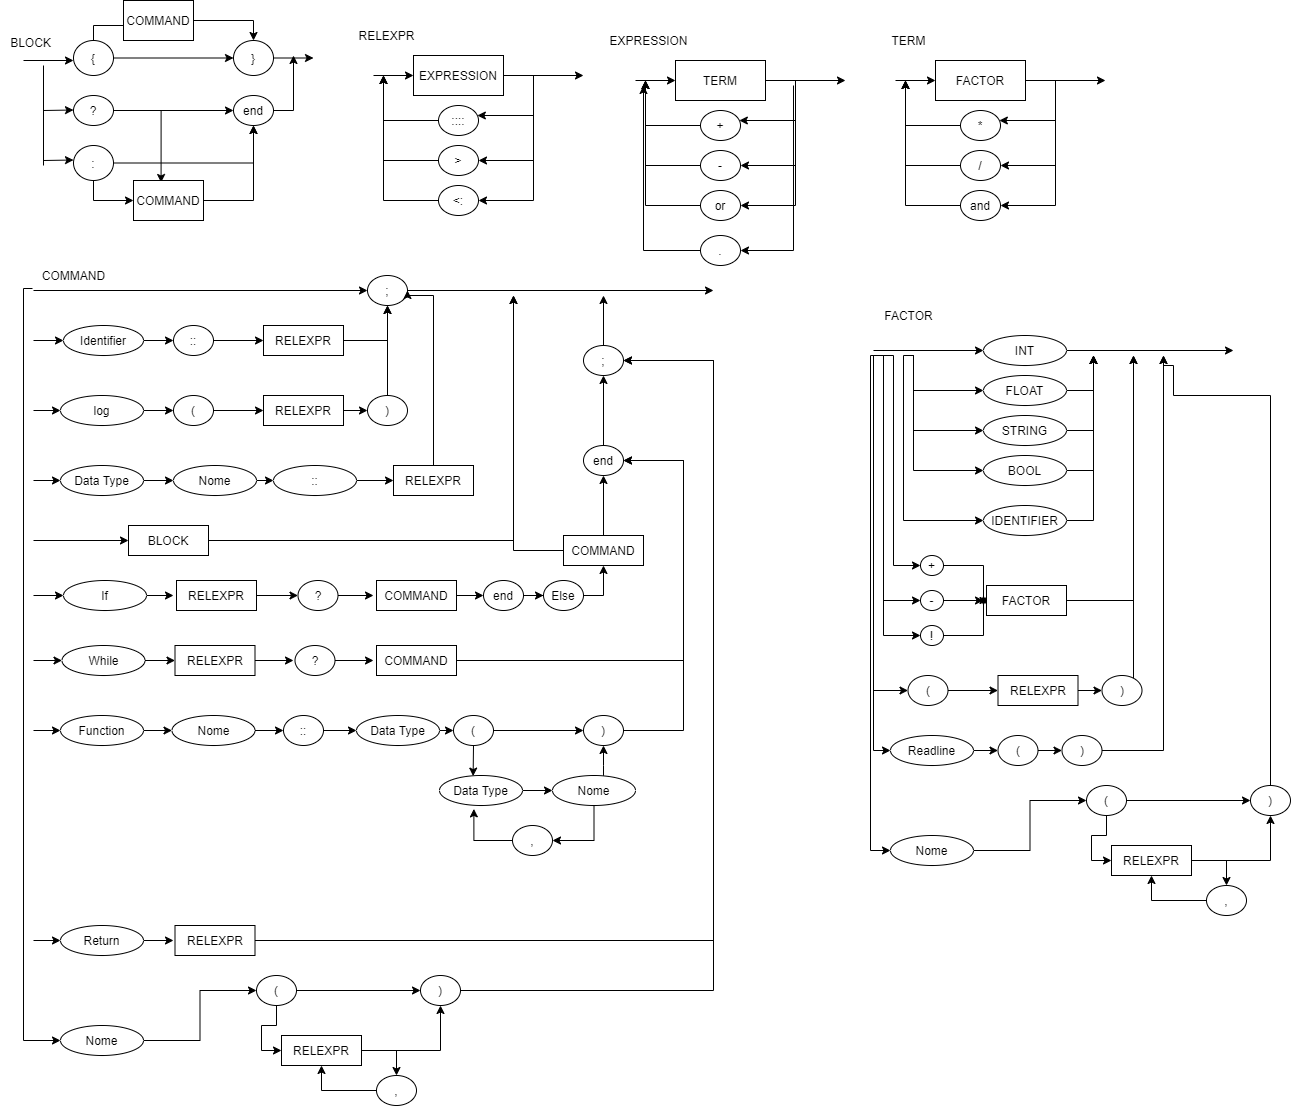 BLOCK
COMMAND
{
}
?
end
:
COMMAND
RELEXPR
EXPRESSION
::::
>
<:
EXPRESSION
TERM
+
-
or
.
TERM
FACTOR
*
/
and
COMMAND
;
Identifier
::
RELEXPR
log
(
RELEXPR
)
Data Type
Nome
::
RELEXPR
BLOCK
;
end
COMMAND
If
RELEXPR
?
COMMAND
end
Else
While
RELEXPR
?
COMMAND
Function
Nome
::
Data Type
(
)
Data Type
Nome
,
Return
RELEXPR
Nome
(
)
RELEXPR
,
FACTOR
INT
FLOAT
STRING
BOOL
IDENTIFIER
+
-
!
FACTOR
(
RELEXPR
)
Readline
(
)
Nome
(
)
RELEXPR
,